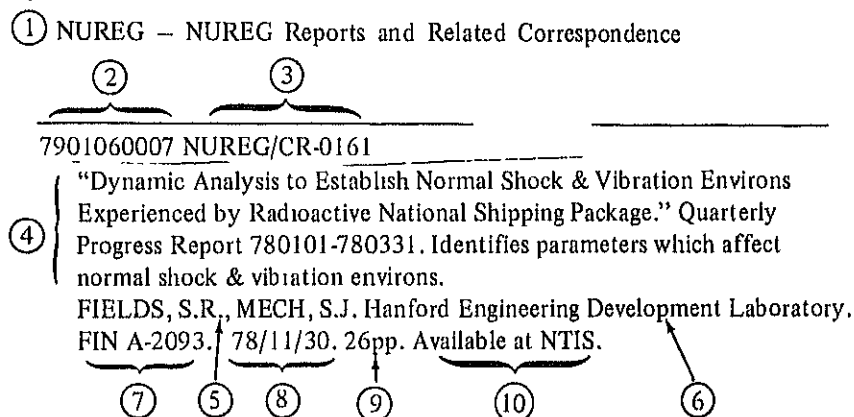 ① NUREG – NUREG Reports and Related Correspondence
② ③
7901060007 NUREG/CR-0161
④ “Dynamic Analysis to Establish Normal Shock & Vibration Environs
Experienced by Radioactive National Shipping Package.” Quarterly
Progress Report 780101-780331. Identifies parameters which affect
normal shock & vibration environs.
FIELDS, S.R., MECH, S.J. Hanford Engineering Development Laboratory.
FIN A-2093. 78/11/30. 26pp. Available at NTIS.
⑦ ⑤ ⑧ ⑨ ⑩ ⑥